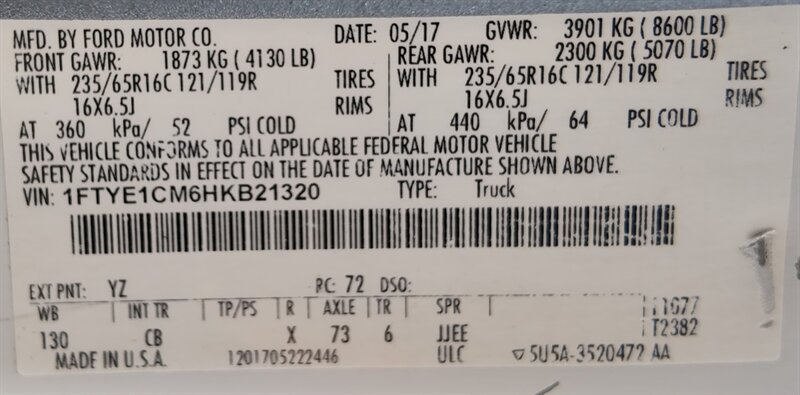 MFD. BY FORD MOTOR CO. DATE: 05/17 GVWR: 3901 KG ( 8600 LB)
FRONT GAWR: 1873 KG ( 4130 LB) REAR GAWR: 2300 KG ( 5070 LB)
WITH 235/65R16C 121/119R TIRES WITH 235/65R16C 121/119R TIRES
16X6.5J RIMS 16X6.5J RIMS
AT 360 kPa/ 52 PSI COLD AT 440 kPa/ 64 PSI COLD
THIS VEHICLE CONFORMS TO ALL APPLICABLE FEDERAL MOTOR VEHICLE
SAFETY STANDARDS IN EFFECT ON THE DATE OF MANUFACTURE SHOWN ABOVE.
VIN: 1FTYE1CM6HKB21320 TYPE: Truck
EXT PNT: YZ PC: 72 DSO:
WB INT TR TP/PS R AXLE TR SPR
130 CB X 73 6 JJEE T2382
MADE IN U.S.A. 1201705222446 ULC ▽5U5A-3520472 AA